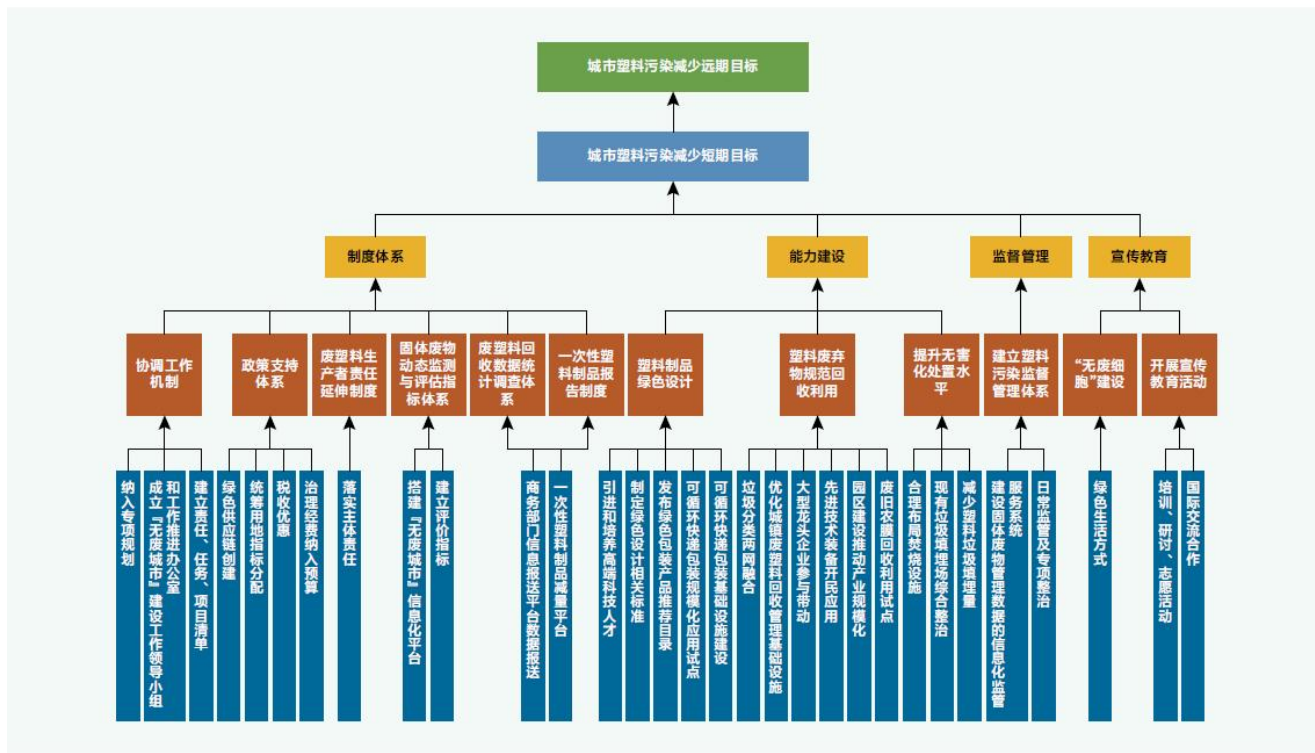 城市塑料污染减少远期目标
城市塑料污染减少短期目标
制度体系
能力建设
监督管理
宣传教育
协调工作
机制
政策支持
体系
废塑料生
产者责任
延伸制度
固体废物
动态监测
与评估指
标体系
废塑料回
收数据统
计调查体
系
一次性塑
料制品报
告制度
塑料制品
绿色设计
塑料废弃
物规范回
收利用
提升无害
化处置水
平
建立塑料
污染监督
管理体系
“无废细
胞”建设
开展宣传
教育活动
纳入专项规划
成立『无废城市』建设工作领导小组
和工作推进办公室
建立责任、任务、项目清单
绿色供应链创建
统筹用地指标分配
税收优惠
治理经费纳入预算
落实主体责任
搭建『无废城市』信息化平台
建立评价指标
商务部门信息报送平台数据报送
一次性塑料制品减量平台
引进和培养高端科技人才
制定绿色设计相关标准
发布绿色包装产品推荐目录
可循环快递包装规模化应用试点
可循环快递包装基础设施建设
垃圾分类两网融合
优化城镇废塑料回收管理基础设施
大型龙头企业参与带动
先进技术装备开民应用
园区建设推动产业规模化
废旧农膜回收利用试点
合理布局焚烧设施
现有垃圾填埋场综合整治
减少塑料垃圾填埋量
建设固体废物管理数据的信息化监管
服务系统
日常监管及专项整治
绿色生活方式
培训、研讨、志愿活动
国际交流合作